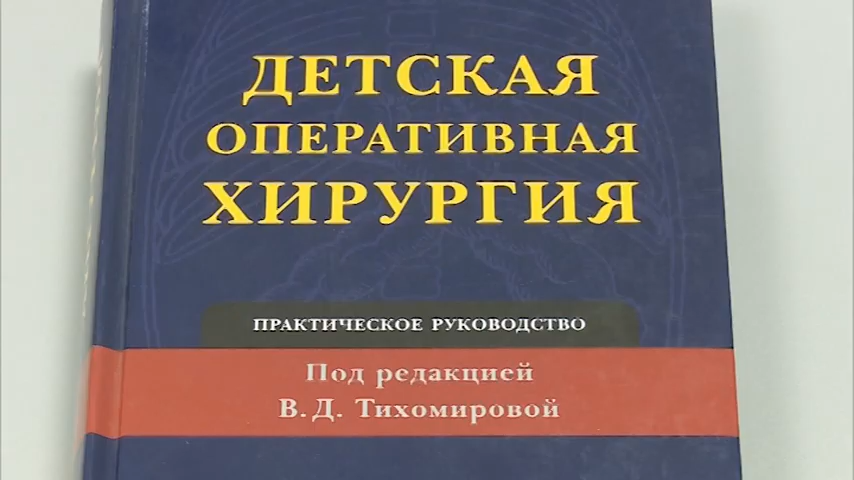 ДЕТСКАЯ
ОПЕРАТИВНАЯ
ХИРУРГИЯ
ПРАКТИЧЕСКОЕ РУКОВОДСТВО
Под редакцией
В. Д. Тихомировой